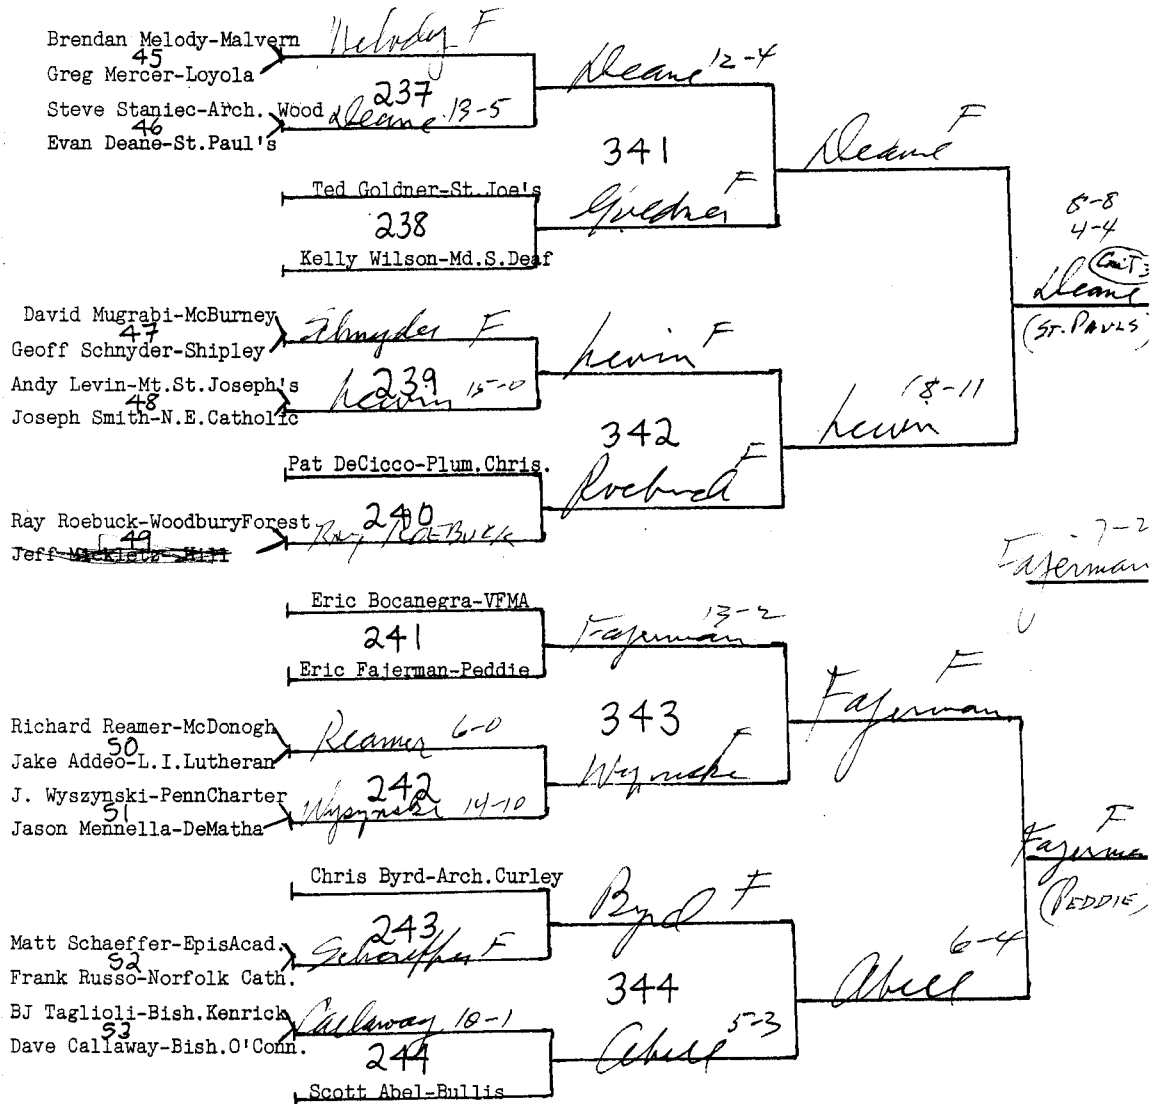 Brendan Melody-Malvern
45
Greg Mercer-Loyola
Melody F
237
Steve Staniec-Arch. Wood
46
Evan Deane-St.Paul's
Deane 13-5
Deane 12-4
341
Ted Goldner-St.Joe's
238
Kelly Wilson-Md.S.Deaf
Goldner F
Deane F
David Mugrabi-McBurney
47
Geoff Schnyder-Shipley
Schnyder F
239
Andy Levin-Mt.St.Joseph's
48
Joseph Smith-N.E.Catholic
Levin 15-0
Levin F
342
Pat DeCicco-Plum.Chris.
240
Ray Roebuck-WoodburyForest
49
Jeff Mickletz-Hill
Ray Roebuck
Roebuck F
Levin 18-11
8-8
4-4
Deane
(ST. PAULS)
7-2
Fajerman
Eric Bocanegra-VFMA
241
Eric Fajerman-Peddie
Fajerman 13-2
343
Richard Reamer-McDonogh
50
Jake Addeo-L.I.Lutheran
Reamer 6-0
242
J. Wyszynski-PennCharter
51
Jason Mennella-DeMatha
Wyszynski 14-10
Wyznski F
Fajerman F
Chris Byrd-Arch.Curley
243
Matt Schaeffer-EpisAcad.
52
Frank Russo-Norfolk Cath.
Schaeffer F
Byrd F
344
BJ Taglioli-Bish.Kenrick
53
Dave Callaway-Bish.O'Conn.
Callaway 10-1
244
Scott Abel-Bullis
Abell 5-3
Abell 6-4
Fajerman F
(PEDDIE)